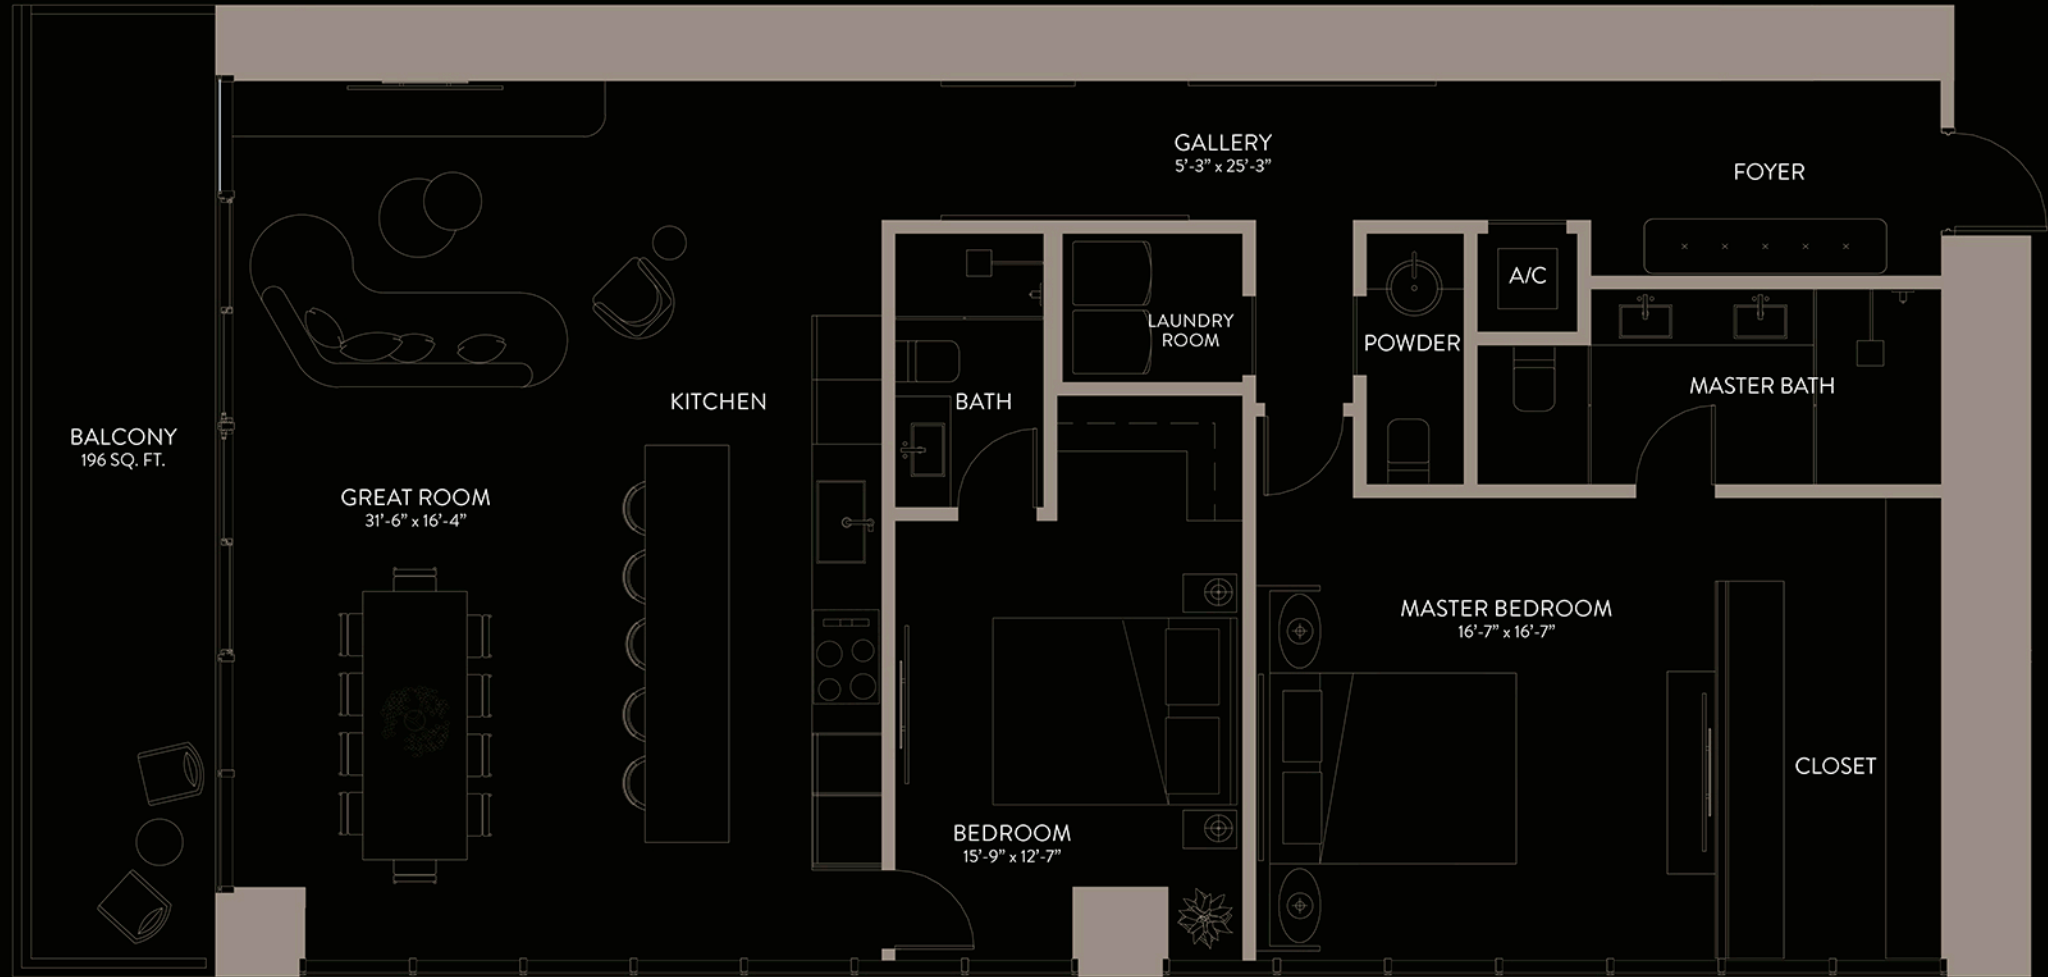 GALLERY
5'-3” x 25'-3”
FOYER
A/C
LAUNDRY
ROOM
POWDER
MASTER BATH
KITCHEN
BATH
BALCONY
196 SQ. FT.
GREAT ROOM
31'-6” x 16'-4”
MASTER BEDROOM
16'-7” x 16'-7”
CLOSET
BEDROOM
15'-9” x 12'-7”